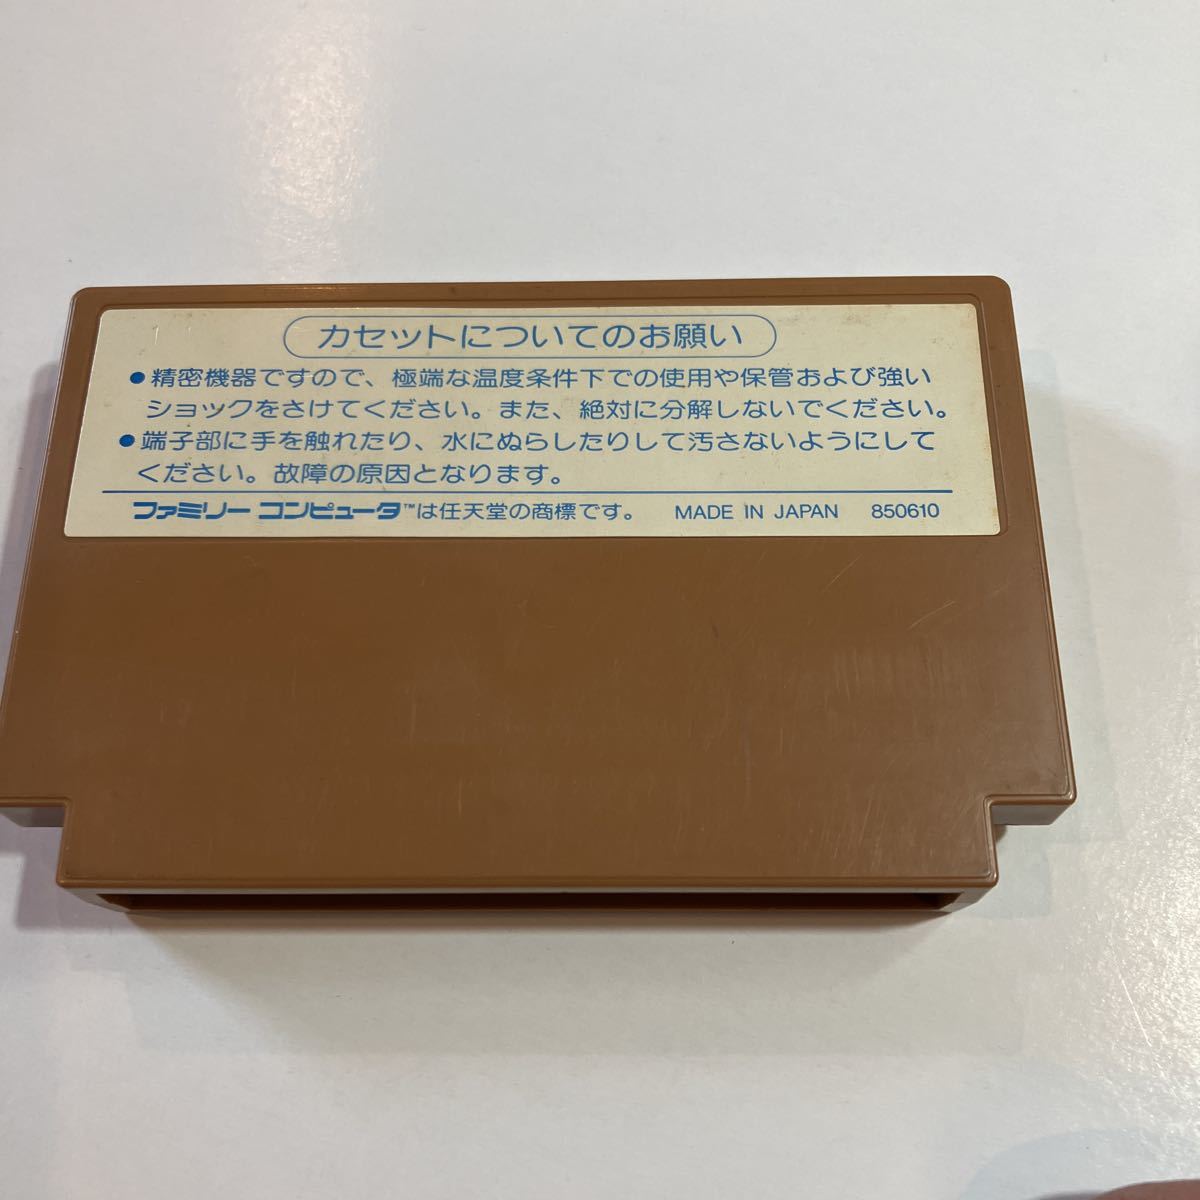 カセットについてのお願い
●精密機器ですので、極端な温度条件下での使用や保管および強い
ショックをさけてください。また、絶対に分解しないでください。
●端子部に手を触れたり、水にぬらしたりして汚さないようにして
ください。故障の原因となります。
ファミリー コンピュータ™は任天堂の商標です。 MADE IN JAPAN 850610